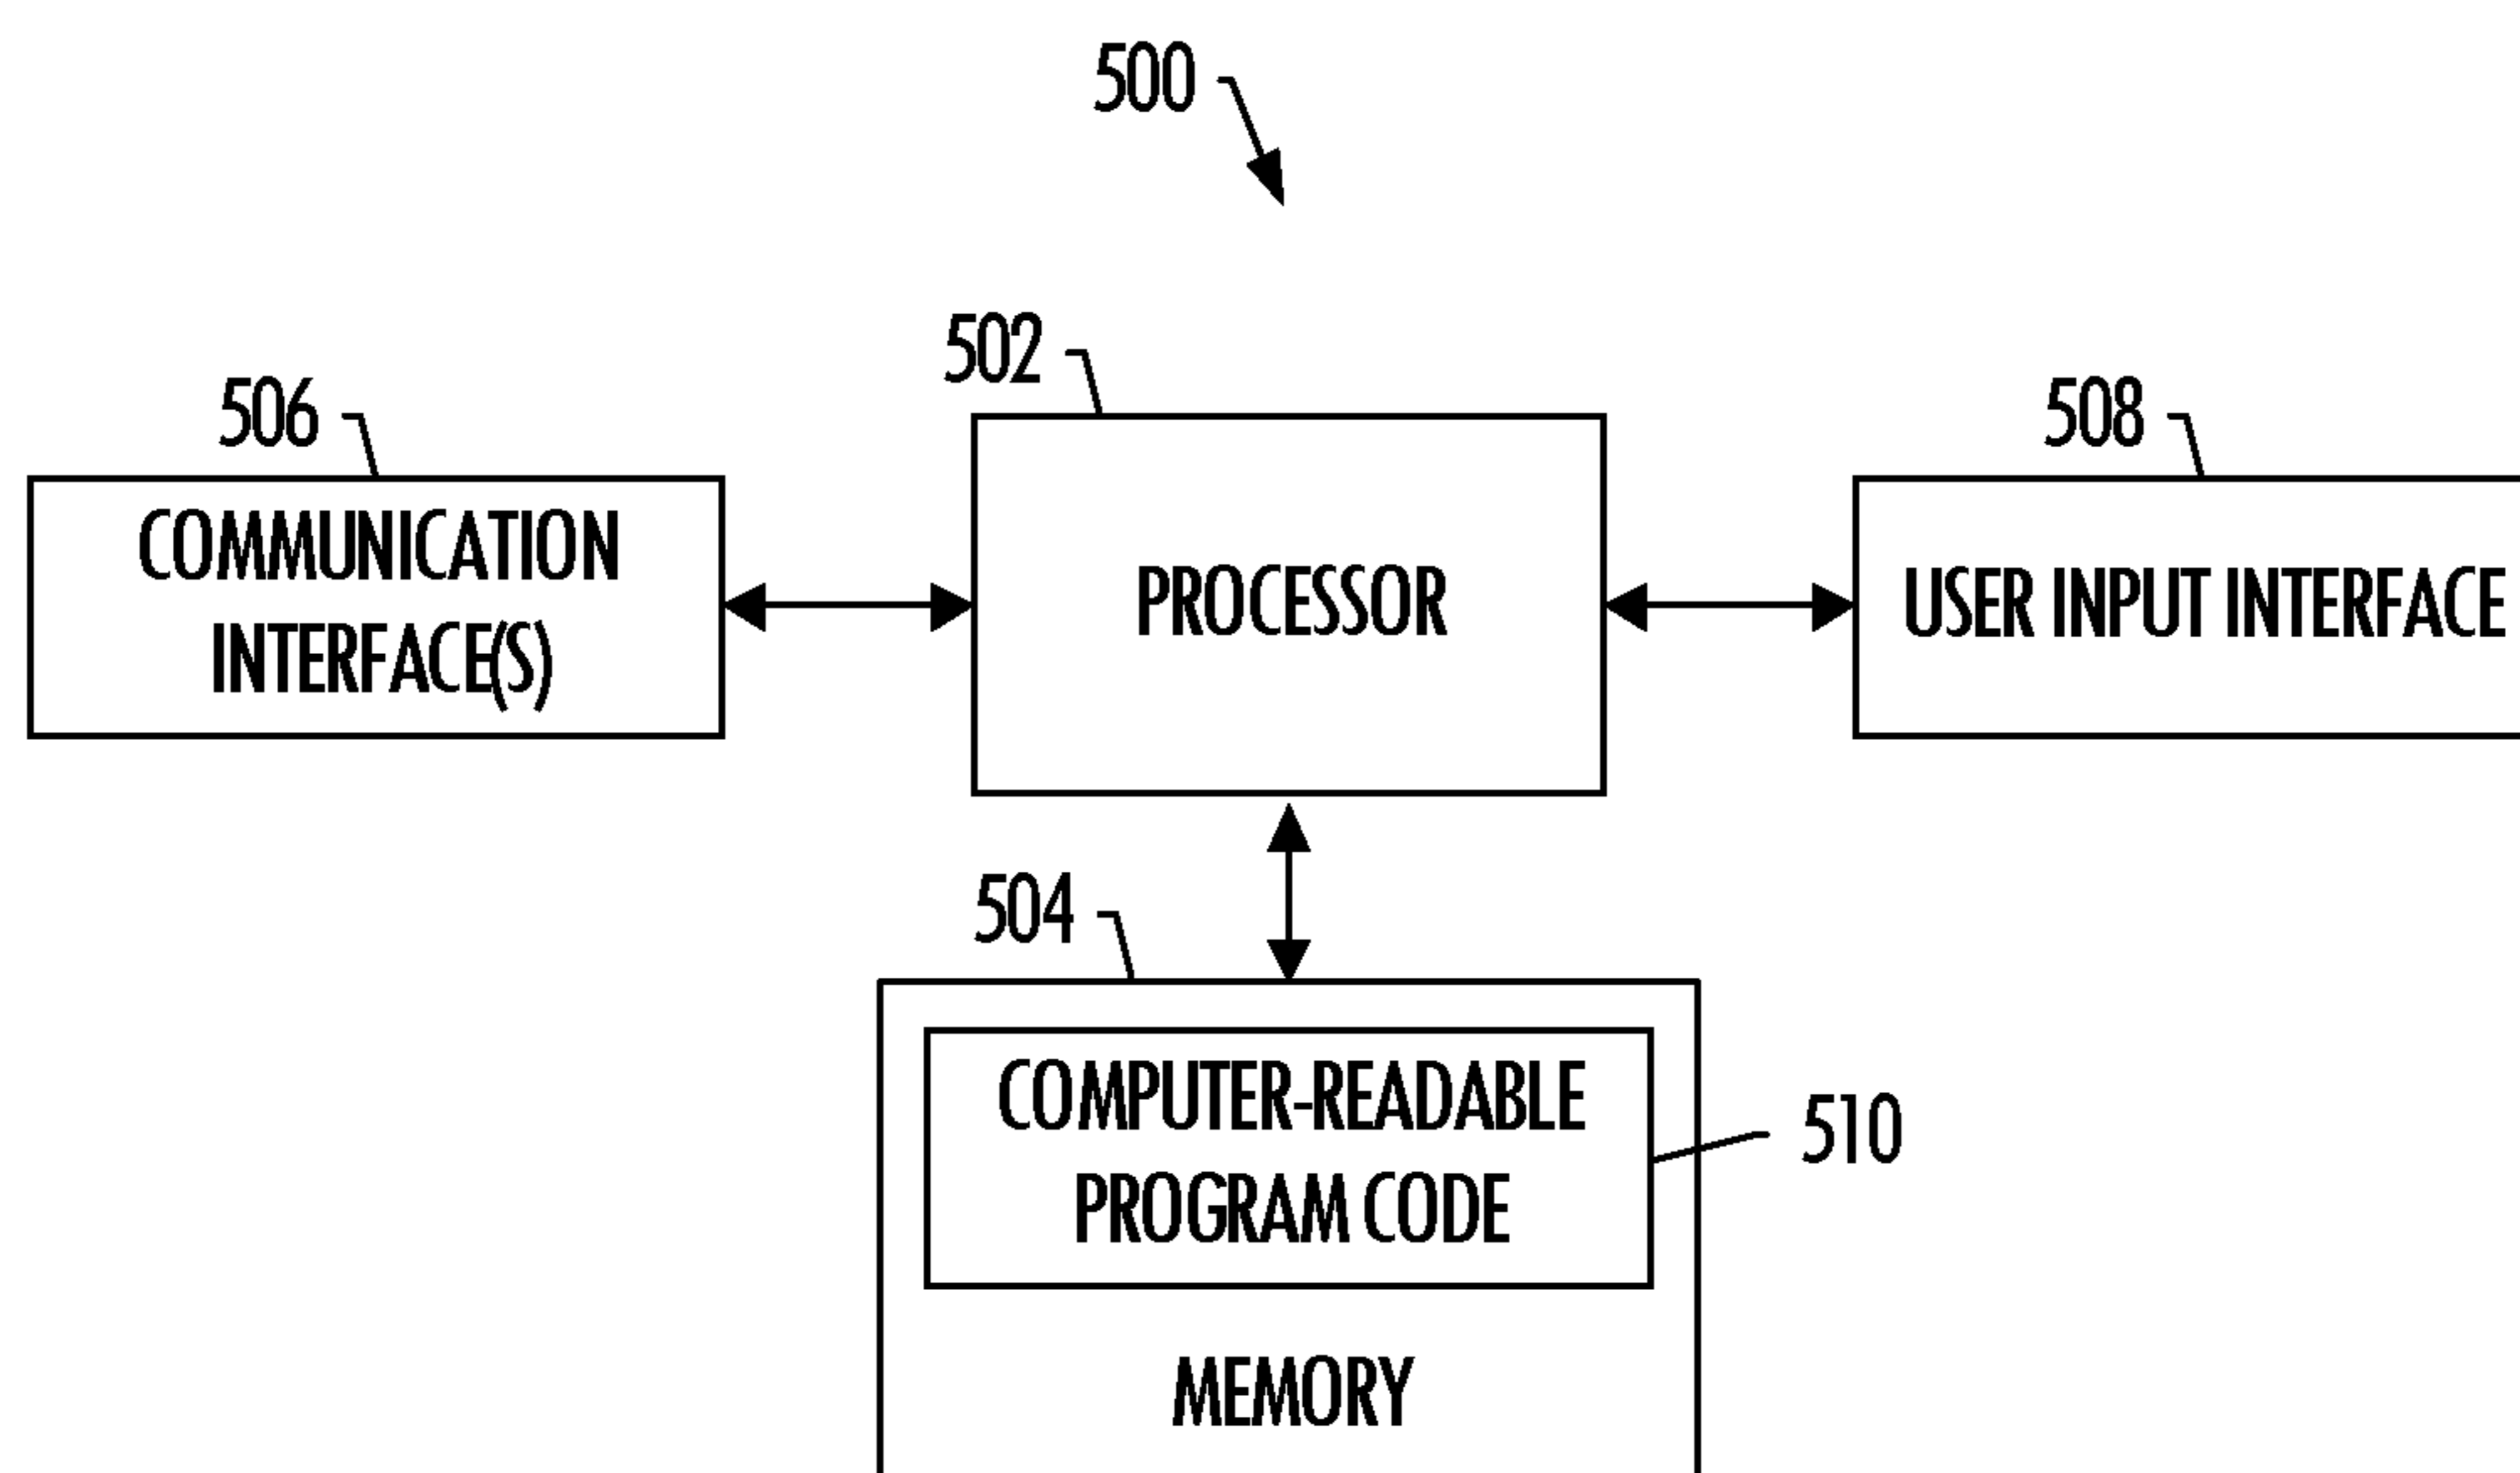 500
502
506
508
COMMUNICATION
INTERFACE(S)
PROCESSOR
USER INPUT INTERFACE
504
COMPUTER-READABLE
PROGRAM CODE
510
MEMORY